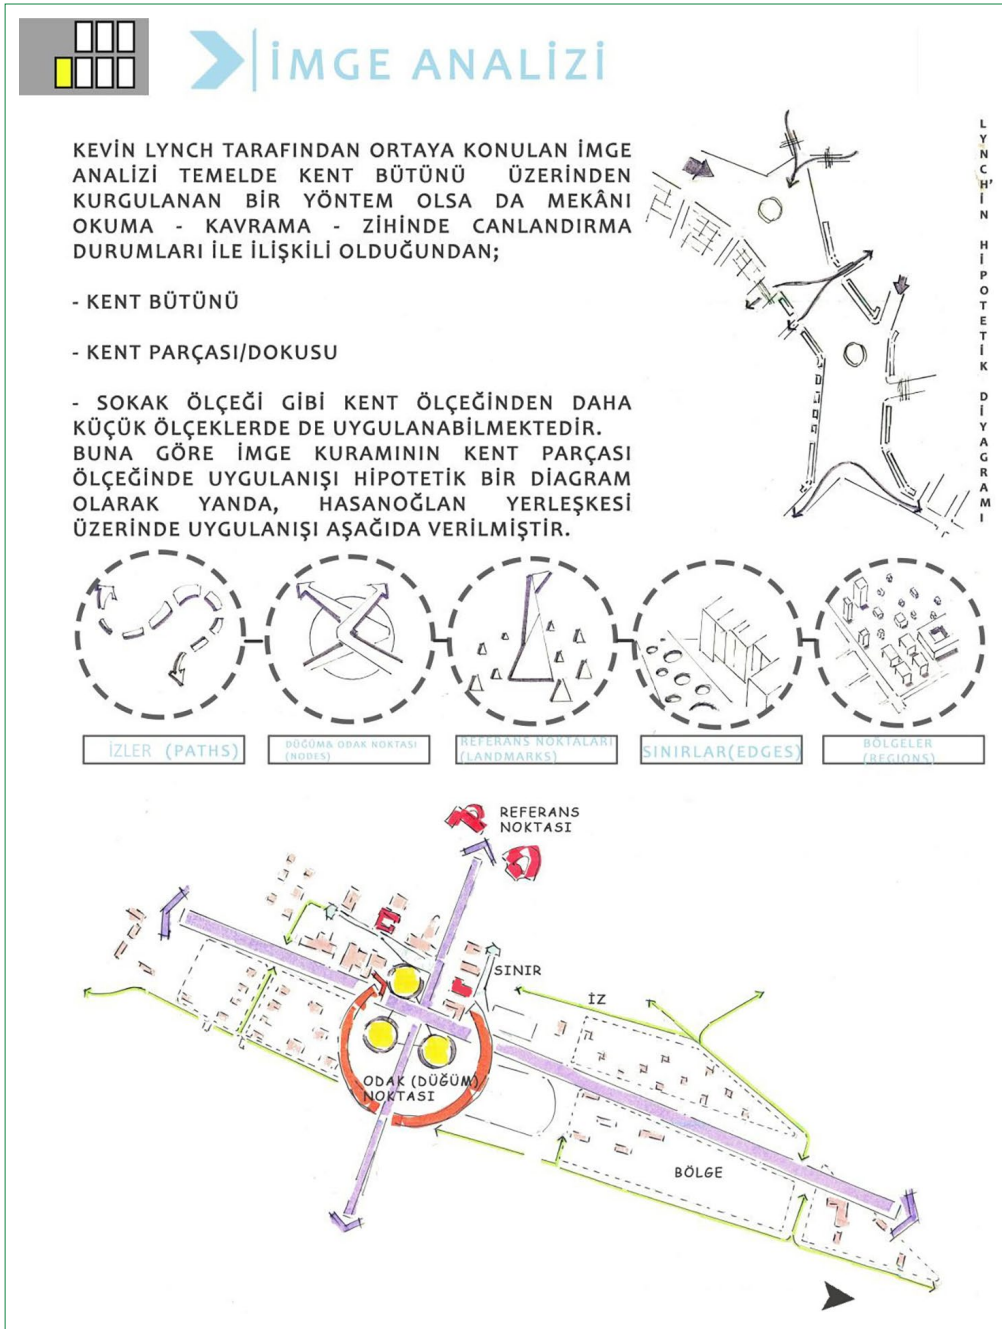 İMGE ANALİZİ
KEVİN LYNCH TARAFINDAN ORTAYA KONULAN İMGE
ANALİZİ TEMELDE KENT BÜTÜNÜ ÜZERİNDEN
KURGULANAN BİR YÖNTEM OLSA DA MEKÂNI
OKUMA - KAVRAMA - ZİHİNDE CANLANDIRMA
DURUMLARI İLE İLİŞKİLİ OLDUĞUNDAN;
- KENT BÜTÜNÜ
- KENT PARÇASI/DOKUSU
- SOKAK ÖLÇEĞİ GİBİ KENT ÖLÇEĞİNDEN DAHA
KÜÇÜK ÖLÇEKLERDE DE UYGULANABİLMEKTEDİR.
BUNA GÖRE İMGE KURAMININ KENT PARÇASI
ÖLÇEĞİNDE UYGULANIŞI HİPOTETİK BİR DİAGRAM
OLARAK YANDA, HASANOĞLAN YERLEŞKESİ
ÜZERİNDE UYGULANIŞI AŞAĞIDA VERİLMİŞTİR.
LYNCH'İN HİPOTETİK DİYAGRAMI
İZLER (PATHS)
DÜĞÜM& ODAK NOKTASI
(NODES)
REFERANS NOKTALARI
(LANDMARKS)
SINIRLAR(EDGES)
BÖLGELER
(REGIONS)
REFERANS
NOKTASI
SINIR
İZ
ODAK (DÜĞÜM)
NOKTASI
BÖLGE